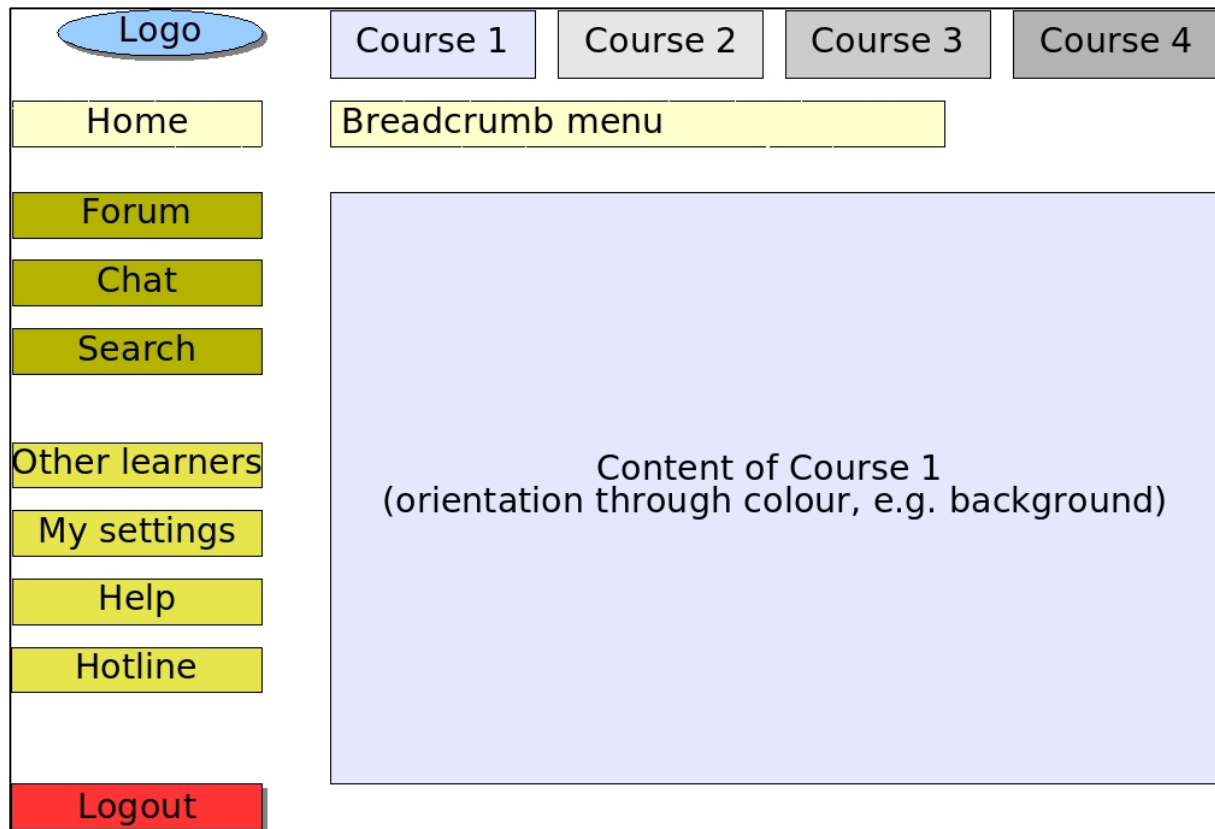 Logo
Course 1
Course 2
Course 3
Course 4
Home
Breadcrumb menu
Forum
Chat
Search
Other learners
My settings
Help
Hotline
Logout
Content of Course 1
(orientation through colour, e.g. background)